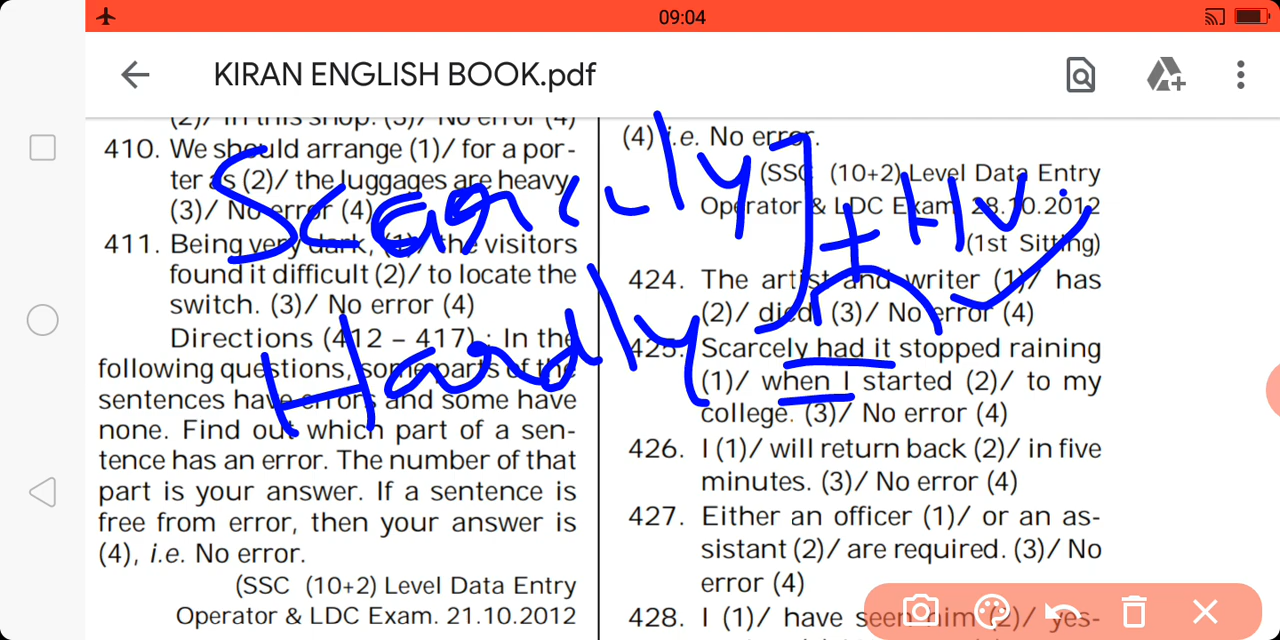 09:04
KIRAN ENGLISH BOOK.pdf
(2)/ In this shop. (3)/ No error (4)
410. We should arrange (1)/ for a por-
ter as (2)/ the luggages are heavy.
(3)/ No error (4)
411. Being very dark, (1)/ the visitors
found it difficult (2)/ to locate the
switch. (3)/ No error (4)
Directions (412 – 417) : In the
following questions, some parts of the
sentences have errors and some have
none. Find out which part of a sen-
tence has an error. The number of that
part is your answer. If a sentence is
free from error, then your answer is
(4), i.e. No error.
(SSC (10+2) Level Data Entry
Operator & LDC Exam. 21.10.2012
(4) i.e. No error.
(SSC (10+2) Level Data Entry
Operator & LDC Exam. 28.10.2012
(1st Sitting)
424. The artist and writer (1)/ has
(2)/ died. (3)/ No error (4)
425. Scarcely had it stopped raining
(1)/ when I started (2)/ to my
college. (3)/ No error (4)
426. I (1)/ will return back (2)/ in five
minutes. (3)/ No error (4)
427. Either an officer (1)/ or an as-
sistant (2)/ are required. (3)/ No
error (4)
428. I (1)/ have seen him (2)/ yes-
+ HV